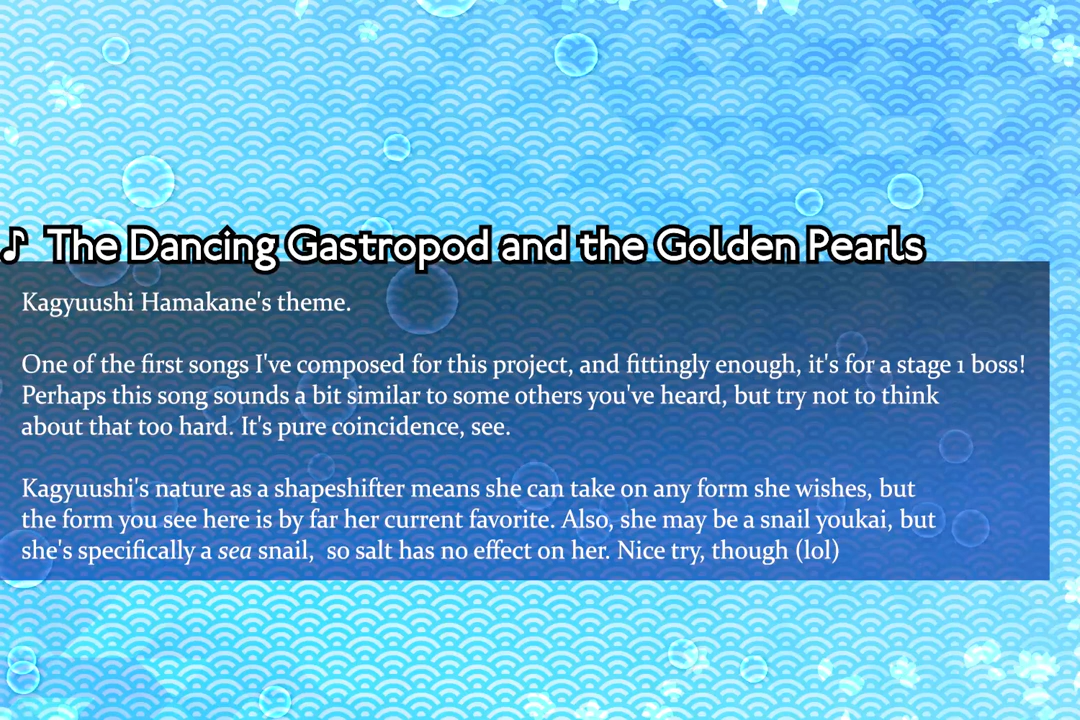 ♪ The Dancing Gastropod and the Golden Pearls
Kagyuushi Hamakane's theme.
One of the first songs I've composed for this project, and fittingly enough, it's for a stage 1 boss!
Perhaps this song sounds a bit similar to some others you've heard, but try not to think
about that too hard. It's pure coincidence, see.
Kagyuushi's nature as a shapeshifter means she can take on any form she wishes, but
the form you see here is by far her current favorite. Also, she may be a snail youkai, but
she's specifically a sea snail,  so salt has no effect on her. Nice try, though (lol)